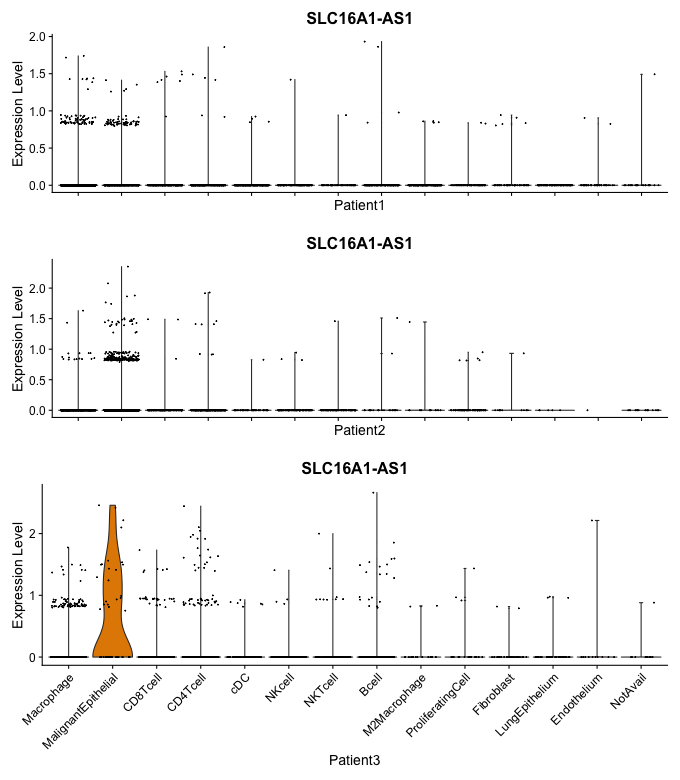 SLC16A1-AS1
2.0
1.5
1.0
0.5
0.0
Expression Level
Patient1
SLC16A1-AS1
2.0
1.5
1.0
0.5
0.0
Expression Level
Patient2
SLC16A1-AS1
2
1
0
Expression Level
Macrophage
MalignantEpithelial
CD8Tcell
CD4Tcell
cDC
NKcell
NKTcell
Bcell
M2Macrophage
ProliferatingCell
Fibroblast
LungEpithelium
Endothelium
NotAvail
Patient3